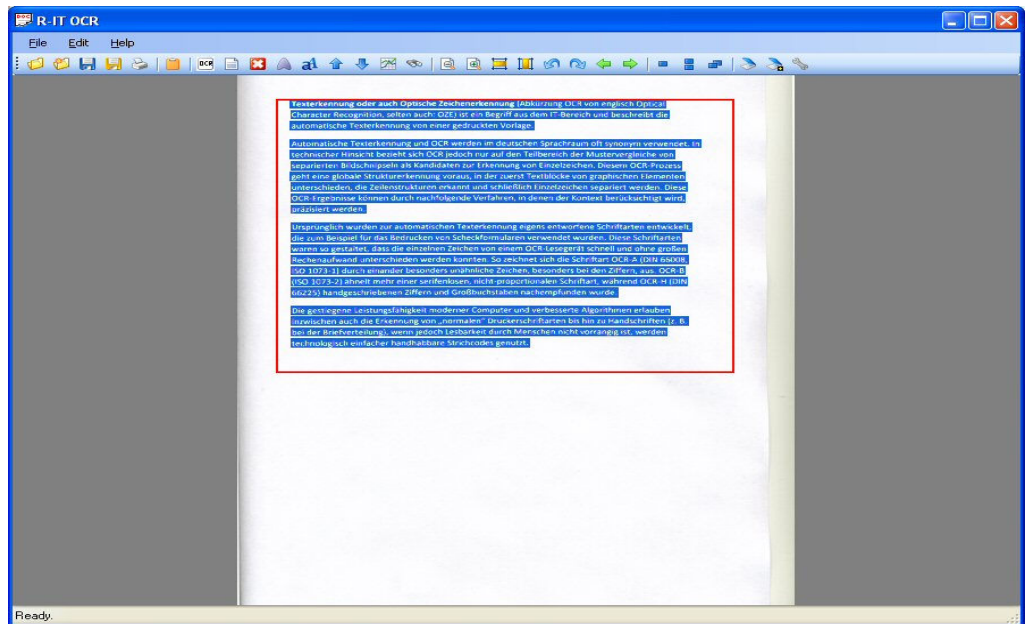 R-IT OCR
File Edit Help
OCR
Texterkennung oder auch Optische Zeichenerkennung (Abkürzung OCR von englisch Optical
Character Recognition, selten auch: OZE) ist ein Begriff aus dem IT-Bereich und beschreibt die
automatische Texterkennung von einer gedruckten Vorlage.
Automatische Texterkennung und OCR werden im deutschen Sprachraum oft synonym verwendet. In
technischer Hinsicht bezieht sich OCR jedoch nur auf den Teilbereich der Mustervergleiche von
separierten Bildschnipseln als Kandidaten zur Erkennung von Einzelzeichen. Diesem OCR-Prozess
geht eine globale Strukturerkennung voraus, in der zuerst Textblöcke von graphischen Elementen
unterschieden, die Zeilenstrukturen erkannt und schließlich Einzelzeichen separiert werden. Diese
OCR-Ergebnisse können durch nachfolgende Verfahren, in denen der Kontext berücksichtigt wird,
präzisiert werden.
Ursprünglich wurden zur automatischen Texterkennung eigens entworfene Schriftarten entwickelt,
die zum Beispiel für das Bedrucken von Scheckformularen verwendet wurden. Diese Schriftarten
waren so gestaltet, dass die einzelnen Zeichen von einem OCR-Lesegerät schnell und ohne großen
Rechenaufwand unterschieden werden konnten. So zeichnet sich die Schriftart OCR-A (DIN 66008,
ISO 1073-1) durch einander besonders unähnliche Zeichen, besonders bei den Ziffern, aus. OCR-B
(ISO 1073-2) ähnelt mehr einer serifenlosen, nicht-proportionalen Schriftart, während OCR-H (DIN
66225) handgeschriebenen Ziffern und Großbuchstaben nachempfunden wurde.
Die gestiegene Leistungsfähigkeit moderner Computer und verbesserte Algorithmen erlauben
inzwischen auch die Erkennung von „normalen" Druckerschriftarten bis hin zu Handschriften (z. B.
bei der Briefverteilung), wenn jedoch Lesbarkeit durch Menschen nicht vorrangig ist, werden
technologisch einfacher handhabbare Strichcodes genutzt.
Ready.